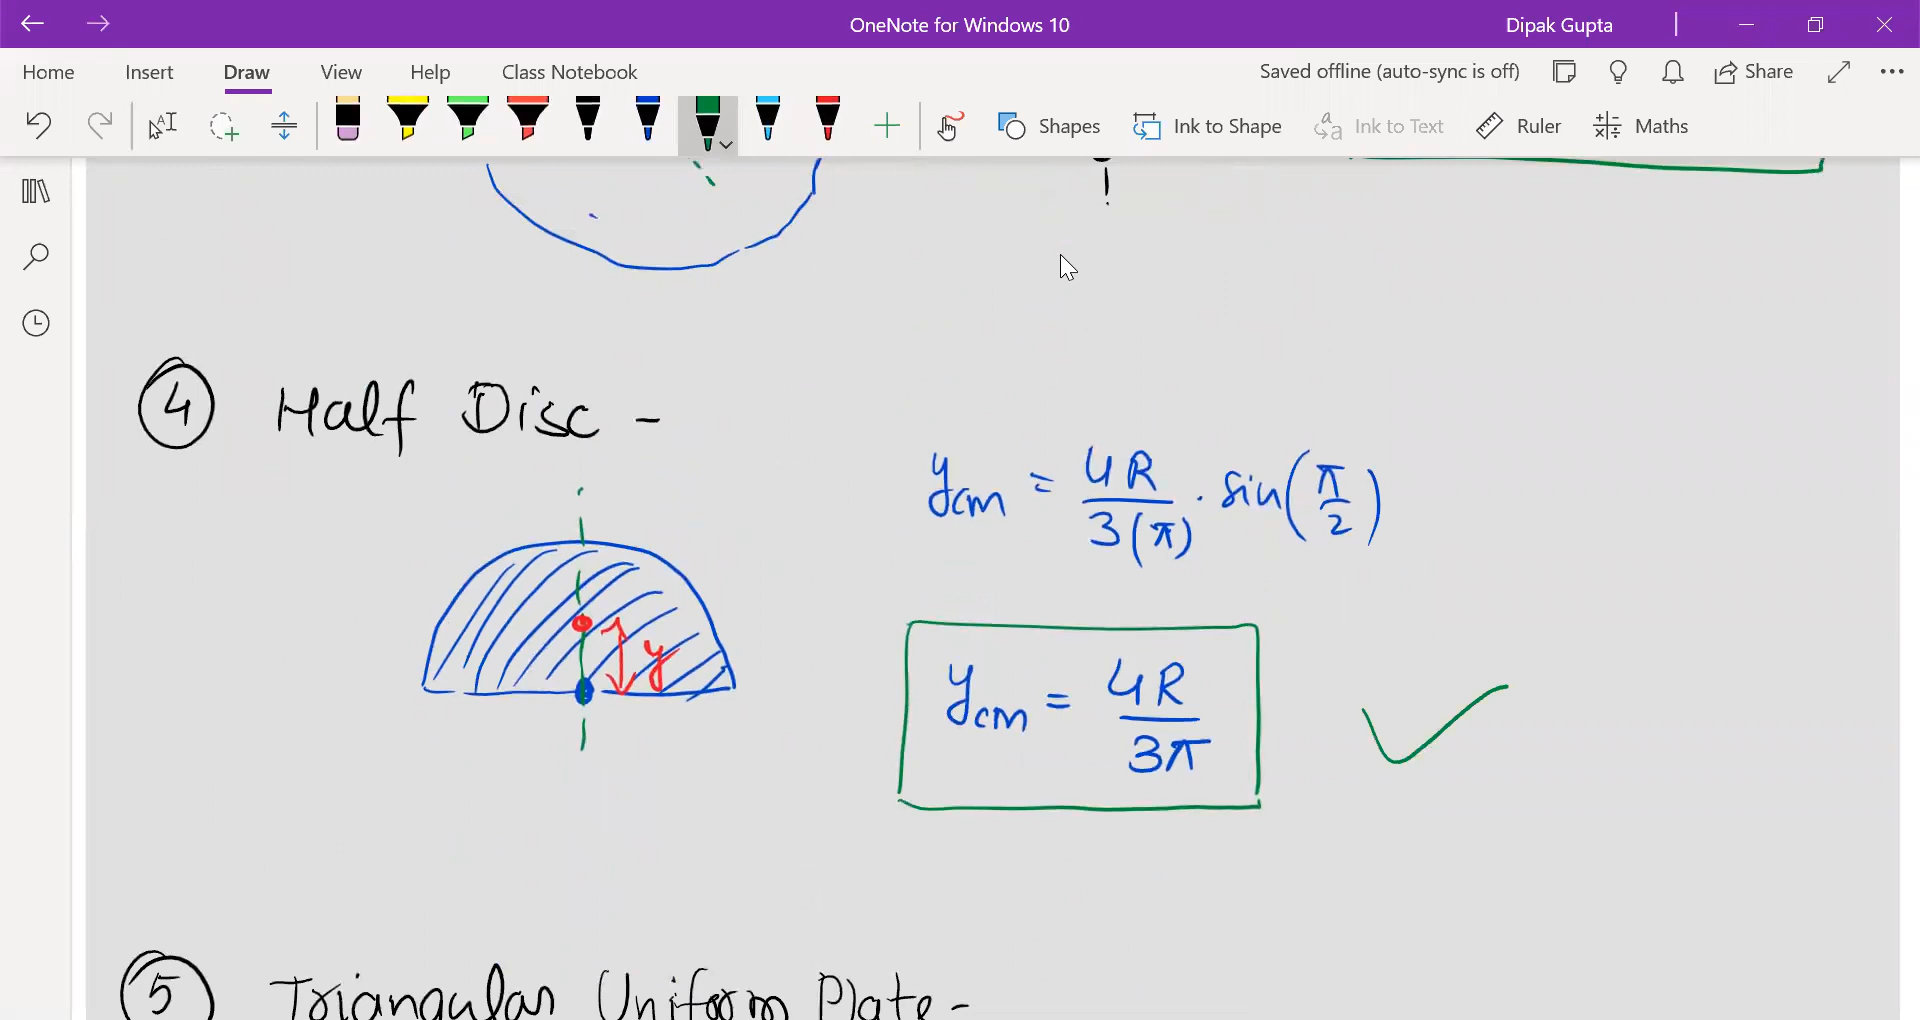 OneNote for Windows 10
Dipak Gupta
Home Insert Draw View Help Class Notebook
Saved offline (auto-sync is off)
Share
Shapes Ink to Shape Ink to Text Ruler Maths
4 Half Disc -
y_cm = 4R/3(π) · sin(π/2)
y
y_cm = 4R/3π
5 Triangular Uniform Plate -